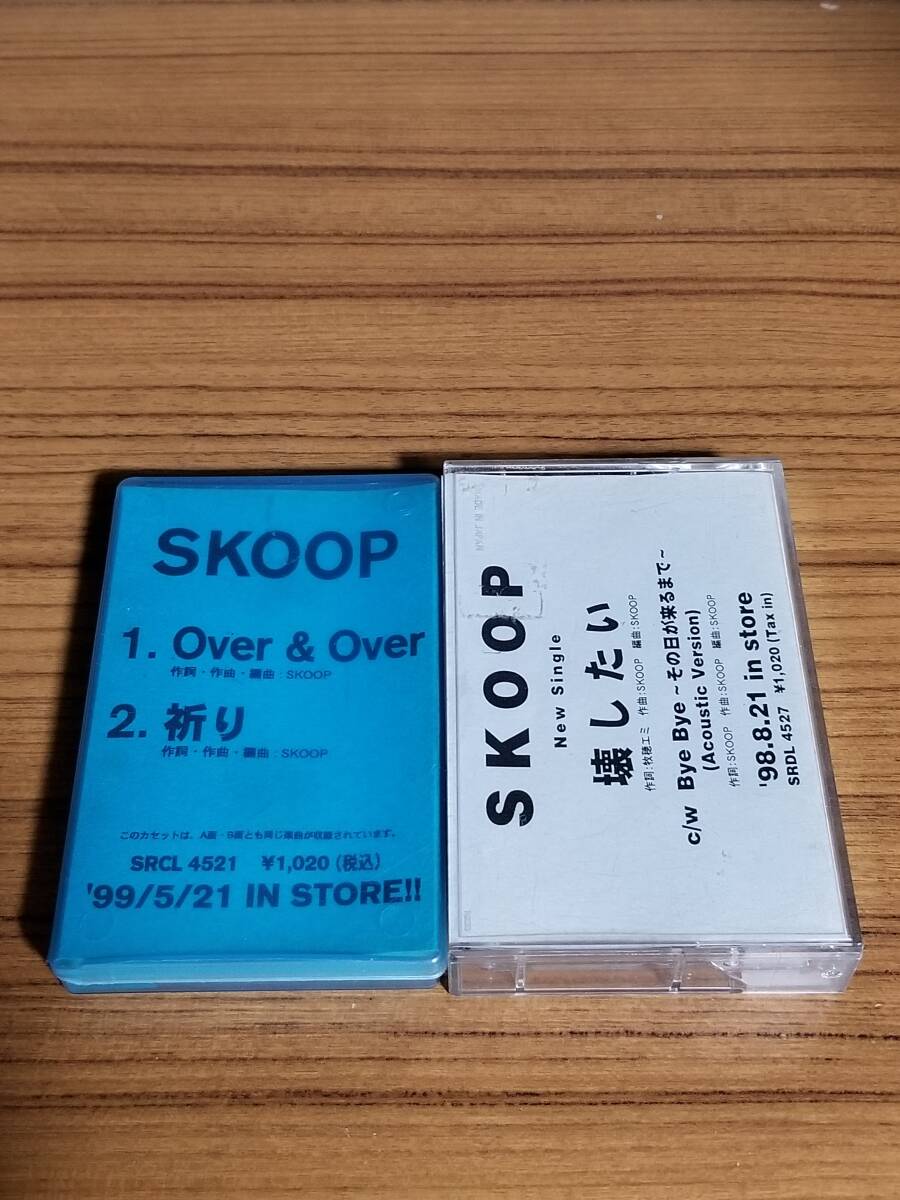 SKOOP
1. Over & Over
作詞・作曲・編曲：SKOOP
2. 祈り
作詞・作曲・編曲：SKOOP
このカセットは、A面・B面とも同じ楽曲が収録されています。
SRCL 4521 ¥1,020 (税込)
'99/5/21 IN STORE!!
SKOOP
New Single
壊したい
作詞：牧穂エミ 作曲：SKOOP 編曲：SKOOP
c/w Bye Bye ~その日が来るまで~
(Acoustic Version)
作詞：SKOOP 作曲：SKOOP 編曲：SKOOP
'98.8.21 in store
SRDL 4527 ¥1,020 (Tax in)
MADE IN JAPAN